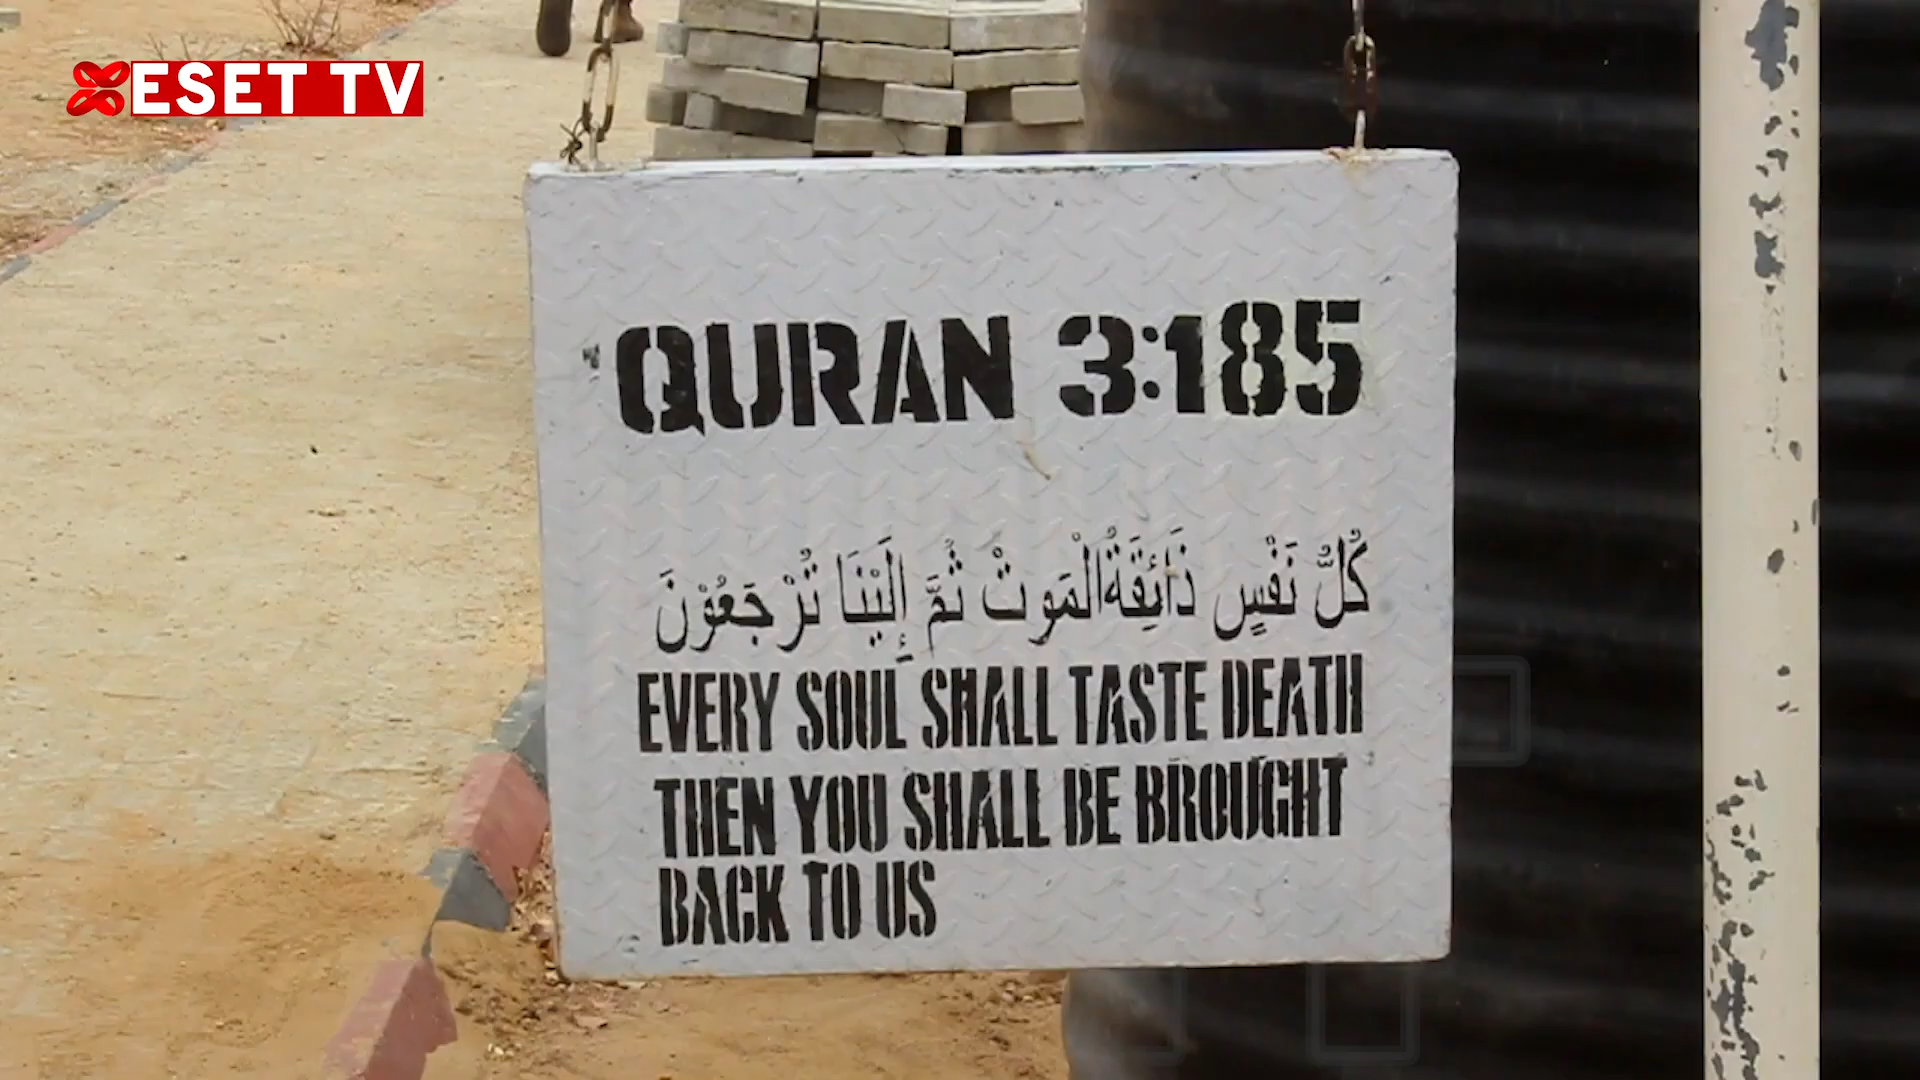 ESET TV
QURAN 3:185
كُلُّ نَفْسٍ ذَائِقَةُ الْمَوتْ ثُمَّ إِلَيْنَا تُرْجَعُوْنَ
EVERY SOUL SHALL TASTE DEATH
THEN YOU SHALL BE BROUGHT
BACK TO US